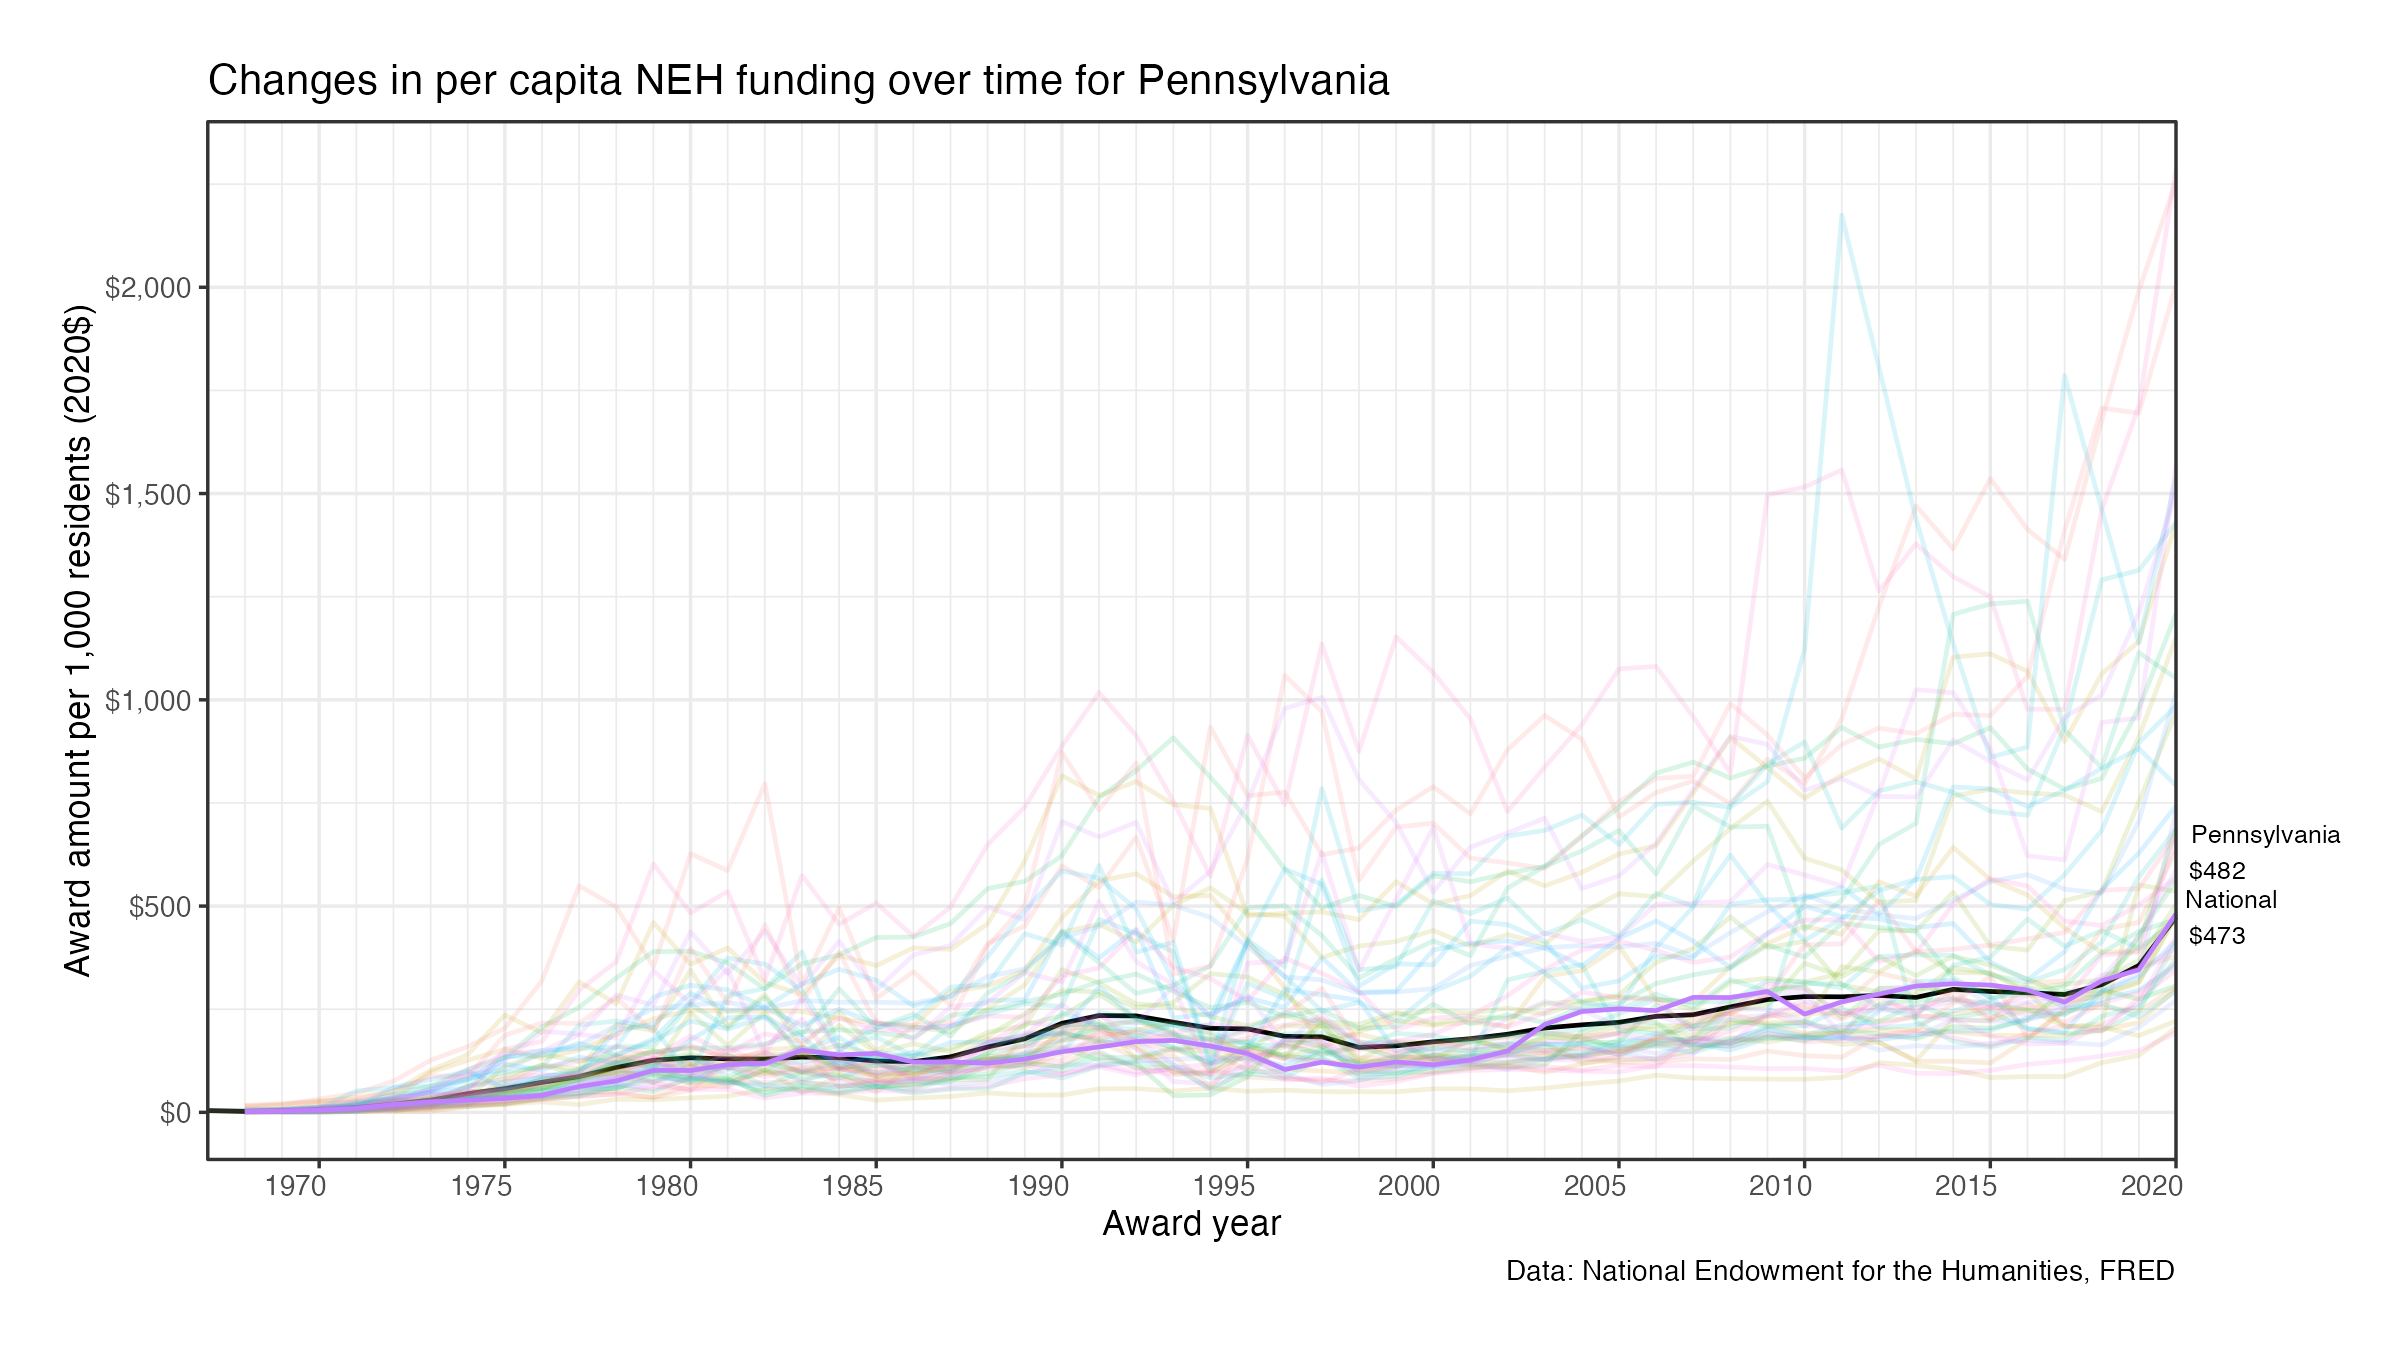 Changes in per capita NEH funding over time for Pennsylvania
Award amount per 1,000 residents (2020$)
$2,000
$1,500
$1,000
$500
$0
Pennsylvania
$482
National
$473
1970 1975 1980 1985 1990 1995 2000 2005 2010 2015 2020
Award year
Data: National Endowment for the Humanities, FRED